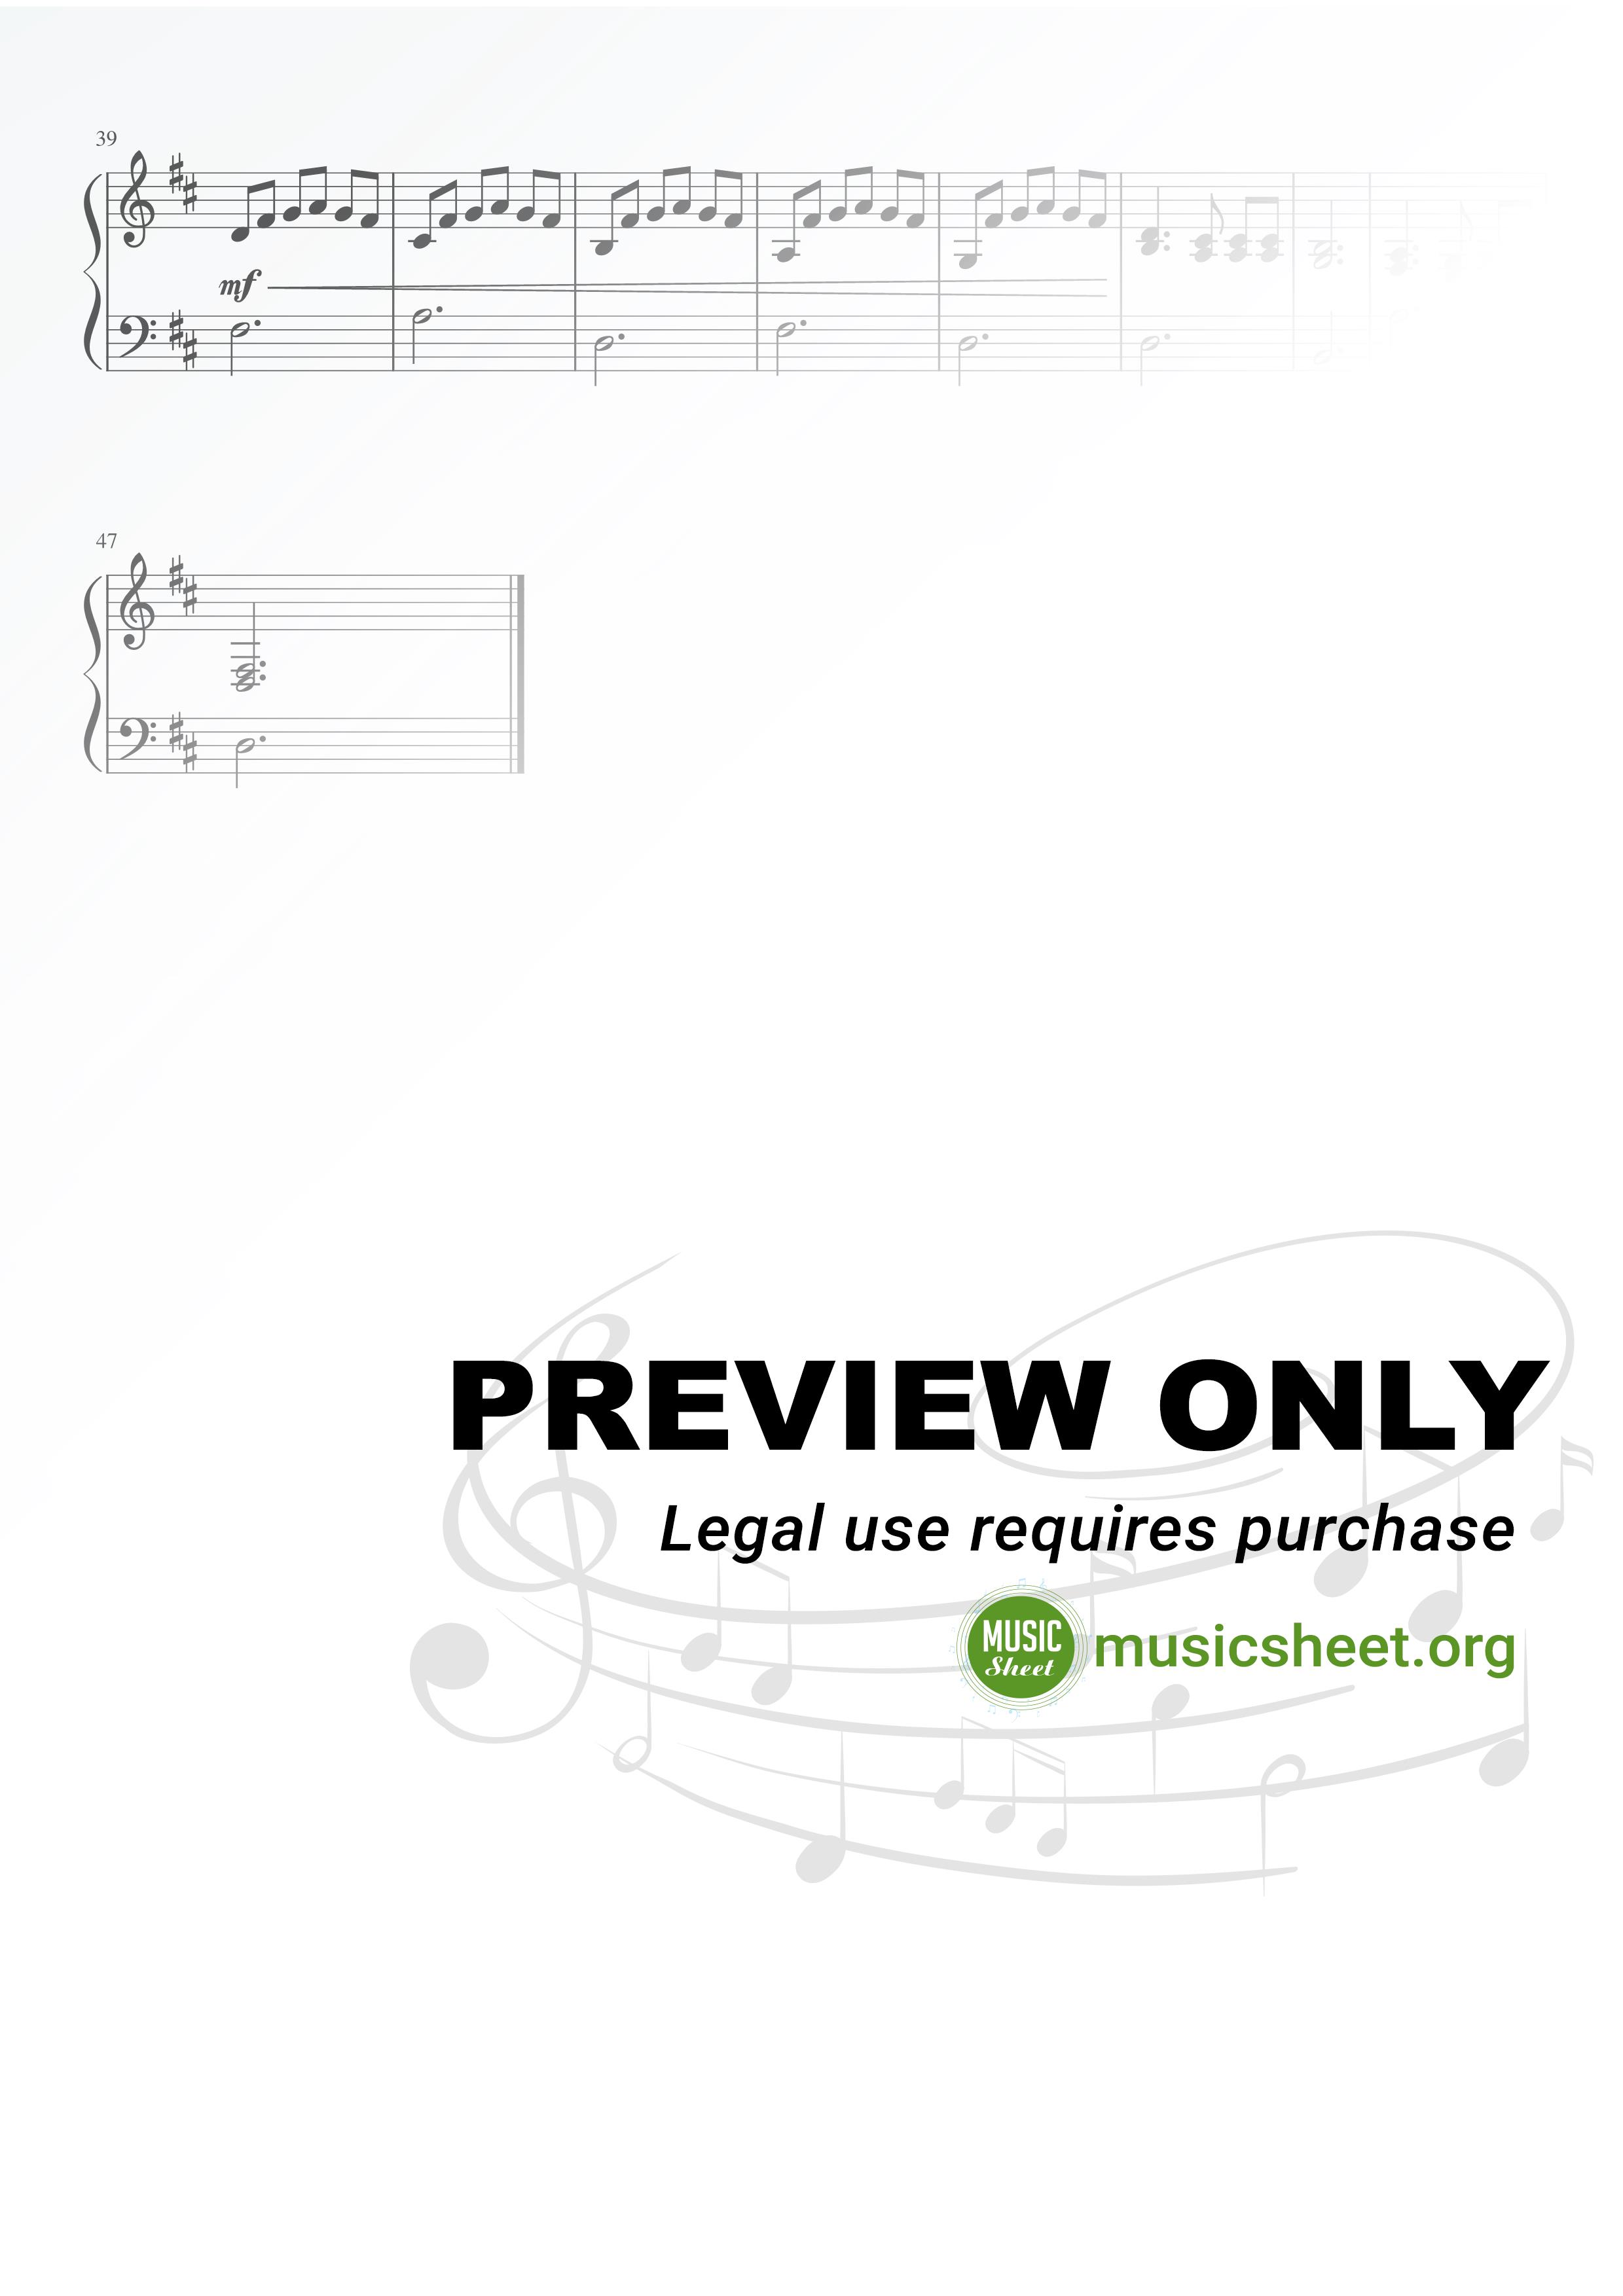 39
mf
47
PREVIEW ONLY
Legal use requires purchase
MUSIC
Sheet
musicsheet.org